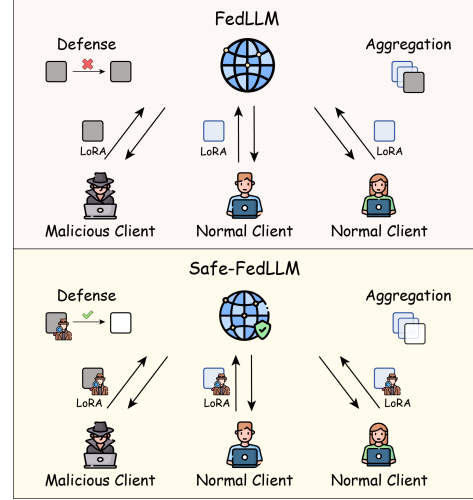 FedLLM
Defense
Aggregation
LoRA
LoRA
LoRA
Malicious Client
Normal Client
Normal Client
Safe-FedLLM
Defense
Aggregation
LoRA
LoRA
LoRA
Malicious Client
Normal Client
Normal Client